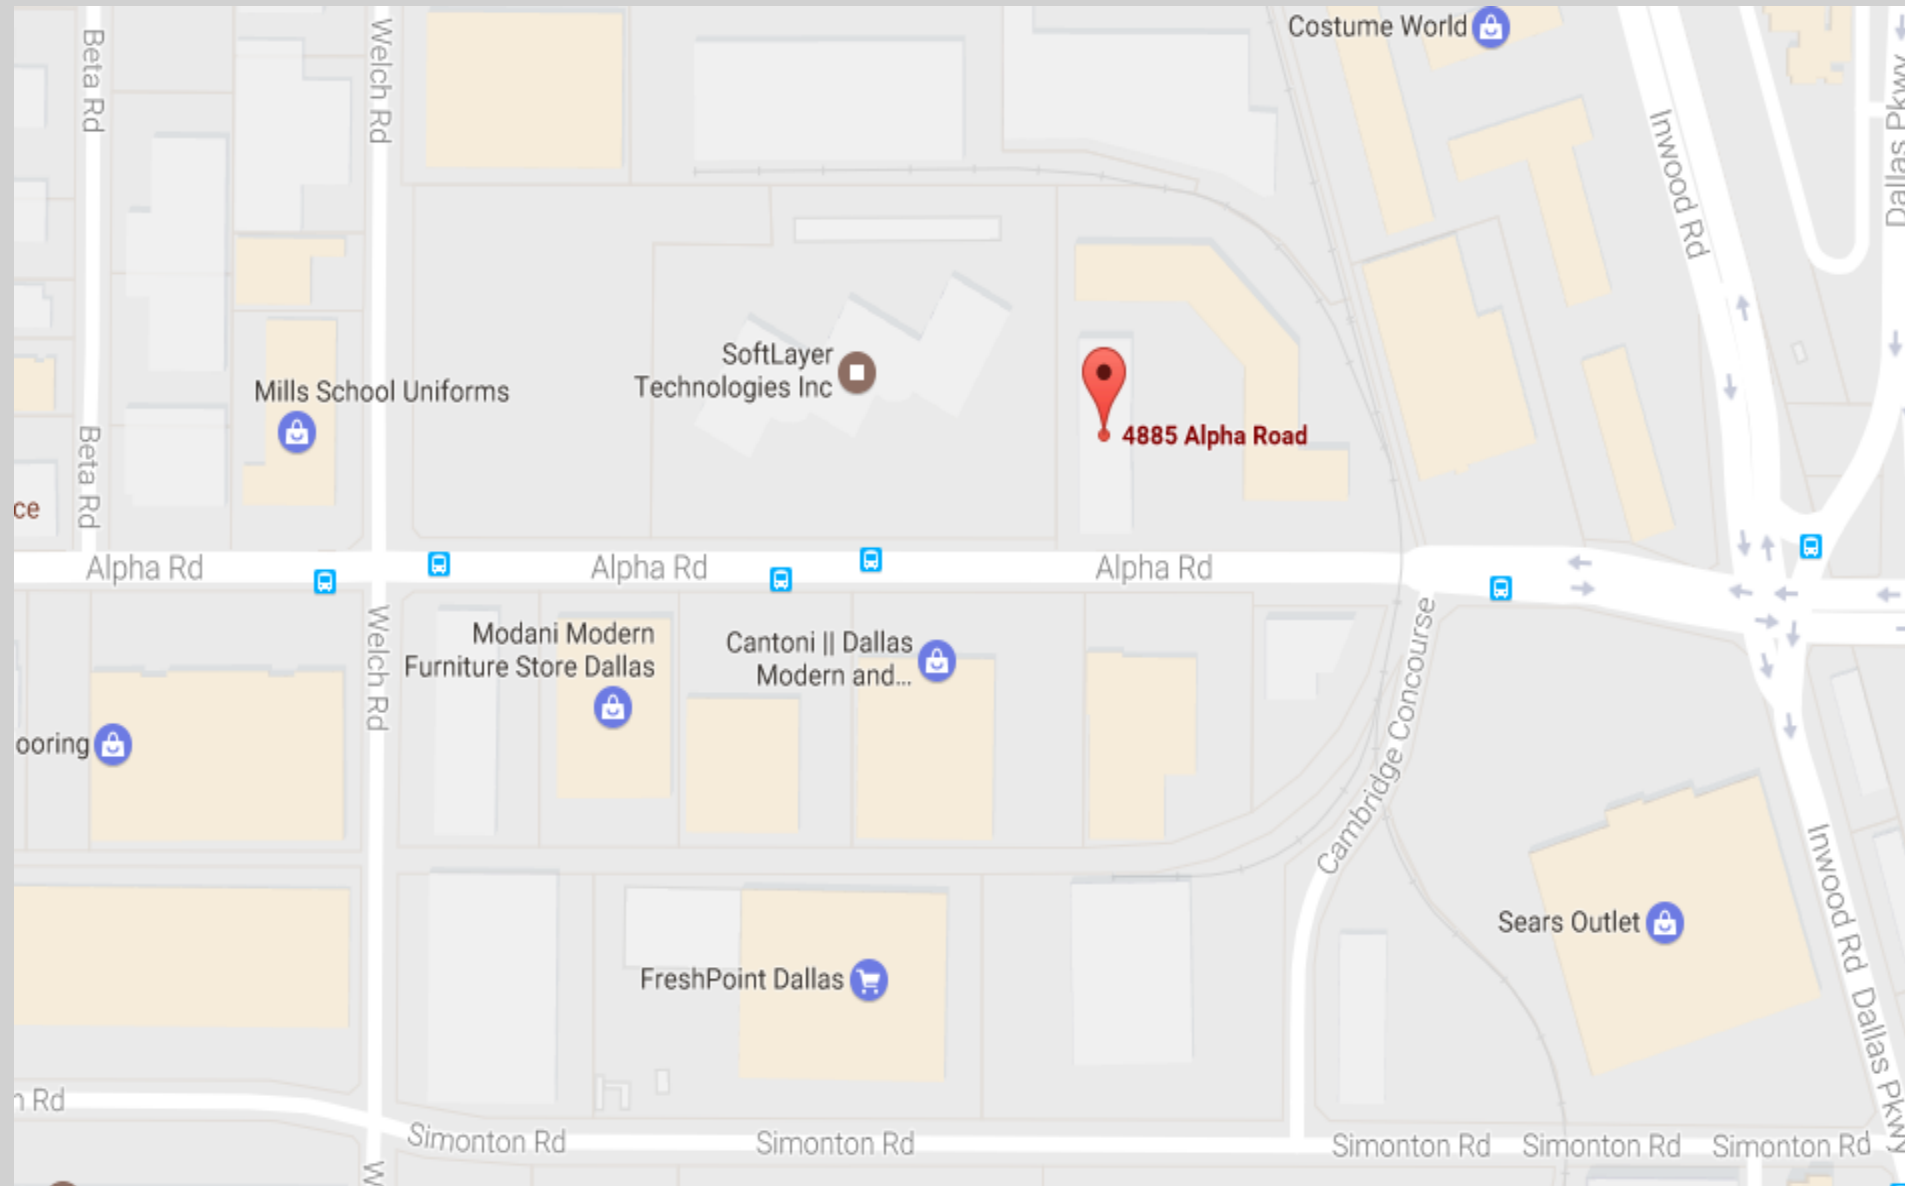 Costume World
Beta Rd
Welch Rd
Dallas Pkwy
Inwood Rd
SoftLayer
Technologies Inc
Mills School Uniforms
4885 Alpha Road
Beta Rd
ce
Alpha Rd
Alpha Rd
Alpha Rd
Welch Rd
Modani Modern
Furniture Store Dallas
Cantoni || Dallas
Modern and...
Cambridge Concourse
ooring
Inwood Rd
Sears Outlet
FreshPoint Dallas
Dallas Pkwy
n Rd
Simonton Rd
Simonton Rd
Simonton Rd
Simonton Rd
Simonton Rd
W